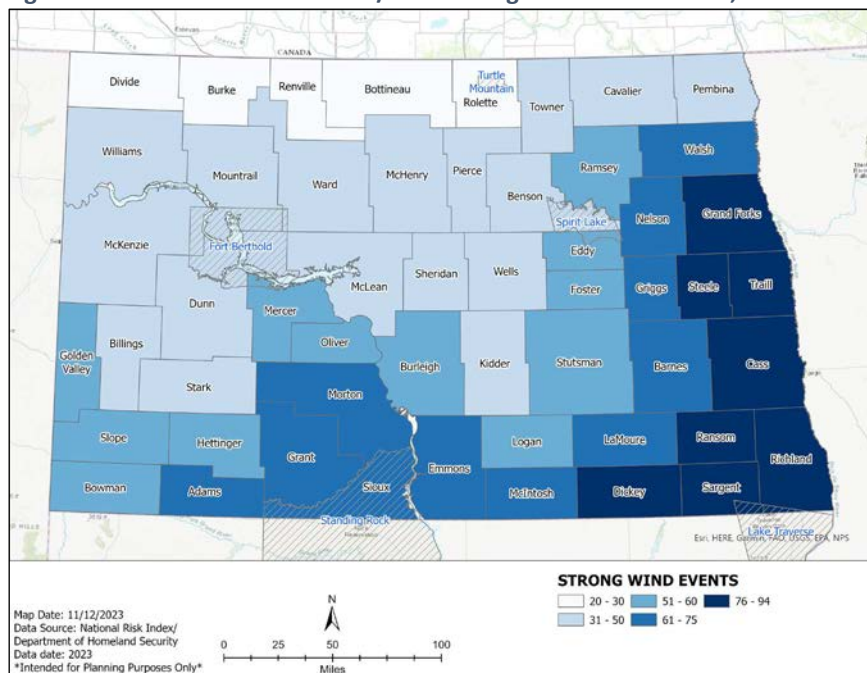 CANADA
Divide
Burke
Renville
Bottineau
Turtle
Mountain
Rolette
Towner
Cavalier
Pembina
Williams
Mountrail
Ward
McHenry
Pierce
Benson
Ramsey
Walsh
Spirit Lake
Nelson
Grand Forks
McKenzie
Fort Berthold
Eddy
McLean
Sheridan
Wells
Foster
Griggs
Steele
Traill
Dunn
Mercer
Golden
Valley
Billings
Oliver
Burleigh
Kidder
Stutsman
Barnes
Cass
Stark
Morton
Slope
Hettinger
Grant
Emmons
Logan
LaMoure
Ransom
Richland
Bowman
Adams
Sioux
McIntosh
Dickey
Sargent
Standing Rock
Lake Traverse
Esri, HERE, Garmin, FAO, USGS, EPA, NPS
STRONG WIND EVENTS
20 - 30 51 - 60 76 - 94
31 - 50 61 - 75
Map Date: 11/12/2023
Data Source: National Risk Index/
Department of Homeland Security
Data date: 2023
*Intended for Planning Purposes Only*
N
0 50 100
Miles